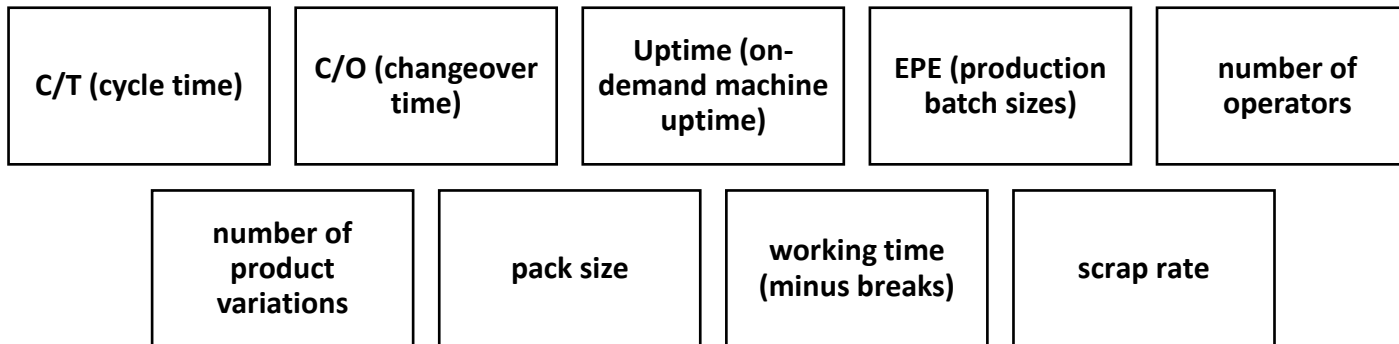 C/T (cycle time)
C/O (changeover
time)
Uptime (on-
demand machine
uptime)
EPE (production
batch sizes)
number of
operators
number of
product
variations
pack size
working time
(minus breaks)
scrap rate